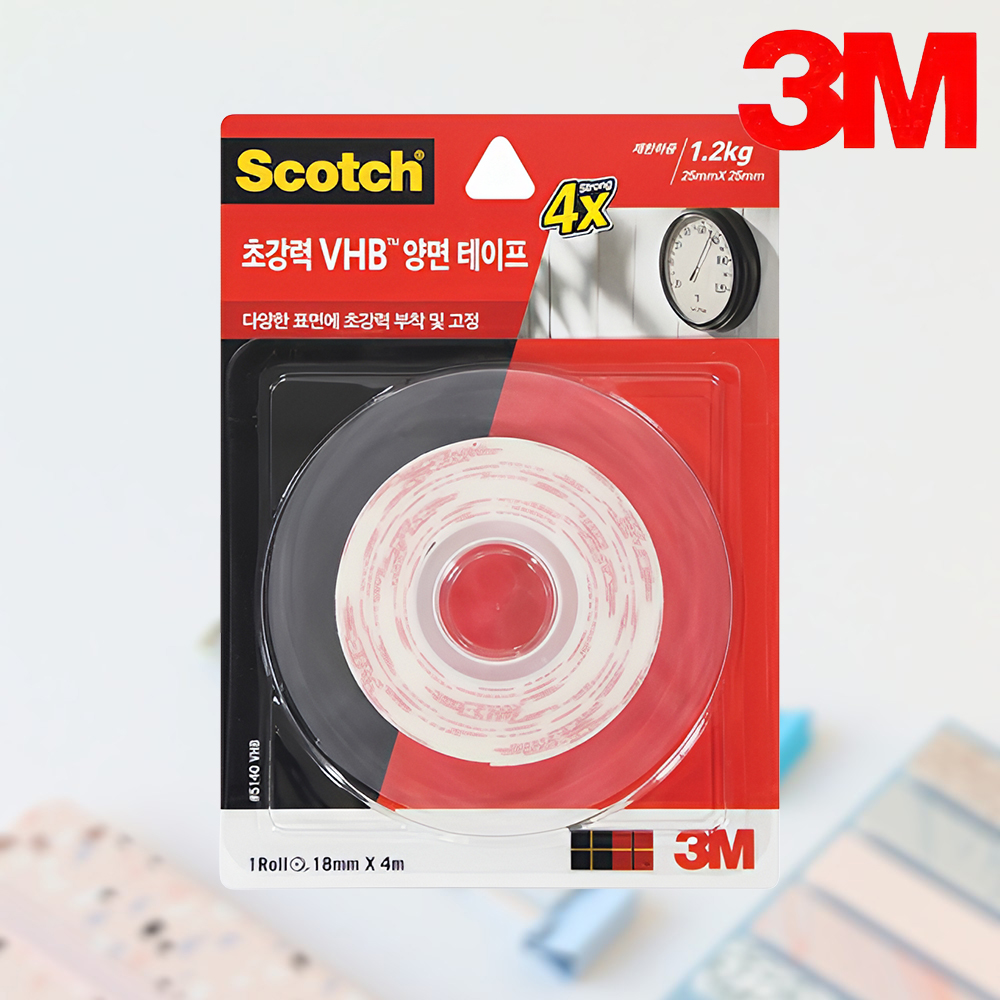 3M
Scotch®
제한하중 1.2kg
25mmX 25mm
4X Strong
초강력 VHB™ 양면 테이프
다양한 표면에 초강력 부착 및 고정
#5140 VHB
1Roll 18mm X 4m
3M